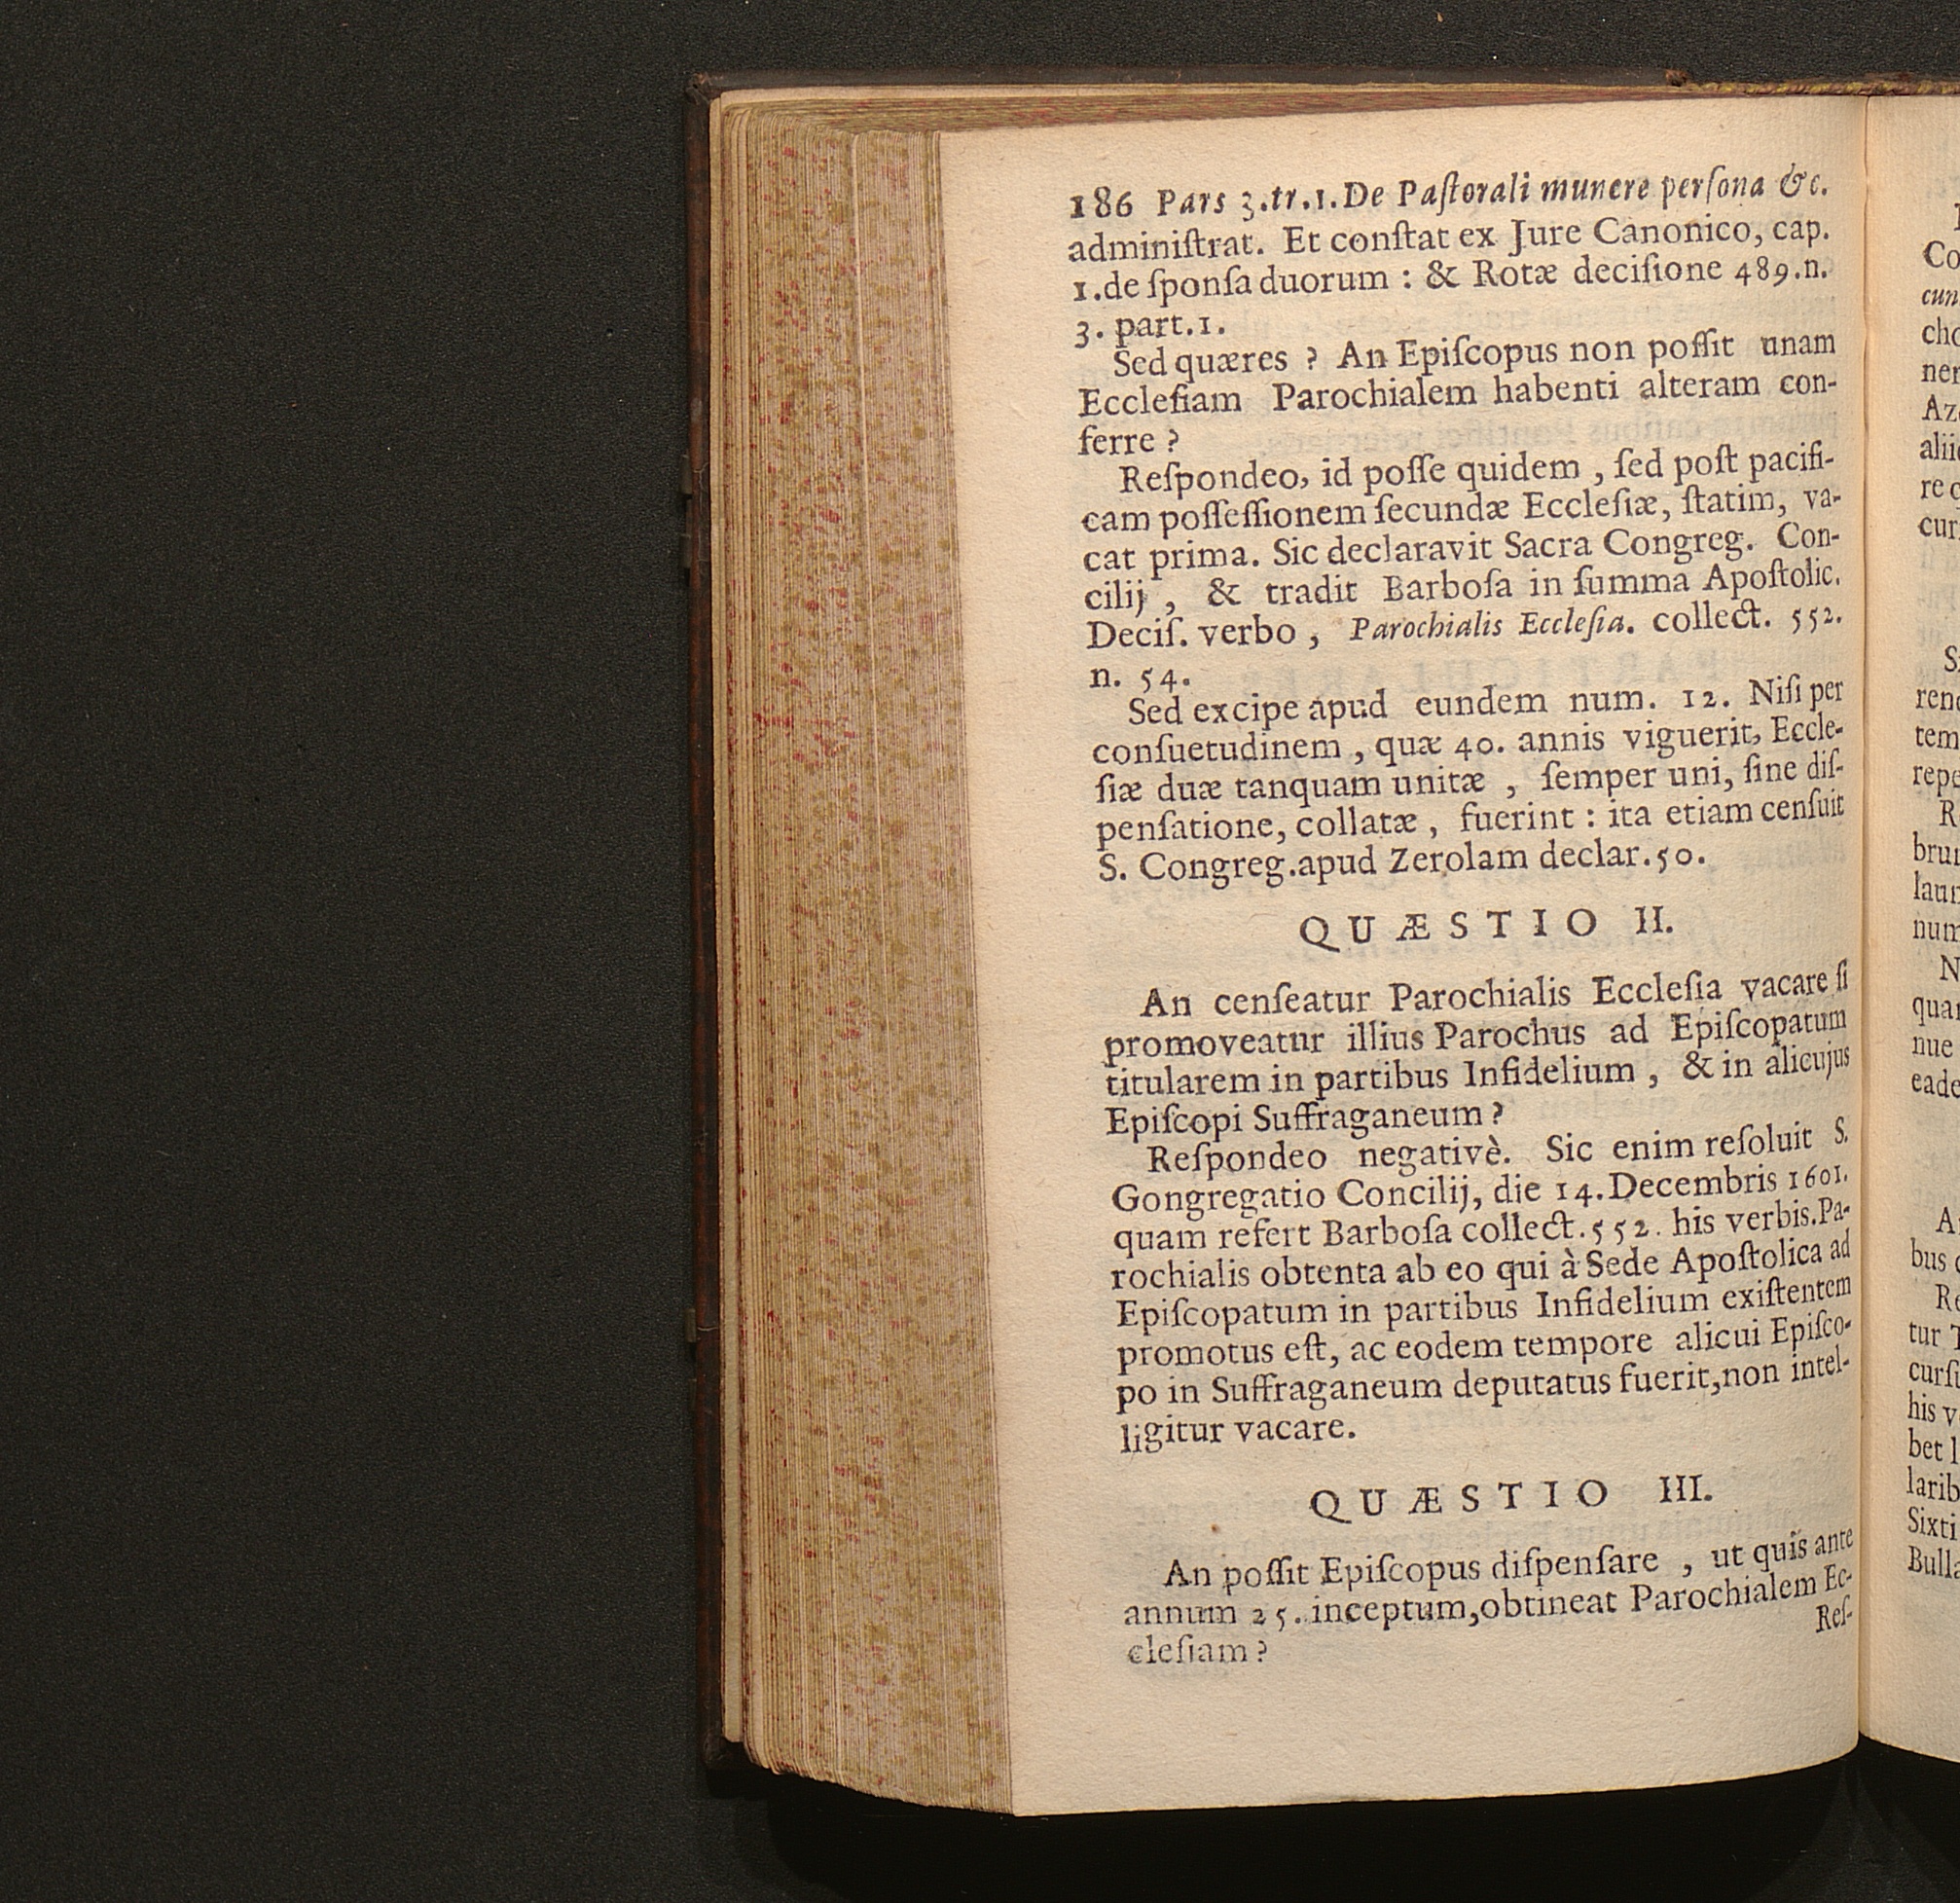 186 Pars 3.tr.1.De Paſtorali munere perſona &c.
adminiſtrat. Et conſtat ex Jure Canonico, cap.
1.de ſponſa duorum : & Rotæ deciſione 489.n.
3. part.1.
Sed quæres ? An Epiſcopus non poſſit unam
Eccleſiam Parochialem habenti alteram con-
ferre ?
Reſpondeo, id poſſe quidem , ſed poſt pacifi-
cam poſſeſſionem ſecundæ Eccleſiæ, ſtatim, va-
cat prima. Sic declaravit Sacra Congreg. Con-
cilij , & tradit Barboſa in ſumma Apoſtolic.
Deciſ. verbo , Parochialis Eccleſia. collect. 552.
n. 54.
Sed excipe apud eundem num. 12. Niſi per
conſuetudinem , quæ 40. annis viguerit, Eccle-
ſiæ duæ tanquam unitæ , ſemper uni, ſine diſ-
penſatione, collatæ , fuerint : ita etiam cenſuit
S. Congreg.apud Zerolam declar.50.
QUÆSTIO II.
An cenſeatur Parochialis Eccleſia vacare ſi
promoveatur illius Parochus ad Epiſcopatum
titularem in partibus Infidelium , & in alicujus
Epiſcopi Suffraganeum ?
Reſpondeo negativè. Sic enim reſoluit S.
Gongregatio Concilij, die 14.Decembris 1601.
quam refert Barboſa collect.552. his verbis.Pa-
rochialis obtenta ab eo qui à Sede Apoſtolica ad
Epiſcopatum in partibus Infidelium exiſtentem
promotus eſt, ac eodem tempore alicui Epiſco-
po in Suffraganeum deputatus fuerit,non intel-
ligitur vacare.
QUÆSTIO III.
An poſſit Epiſcopus diſpenſare , ut quis ante
annum 25. inceptum,obtineat Parochialem Ec-
cleſiam ?
Reſ-